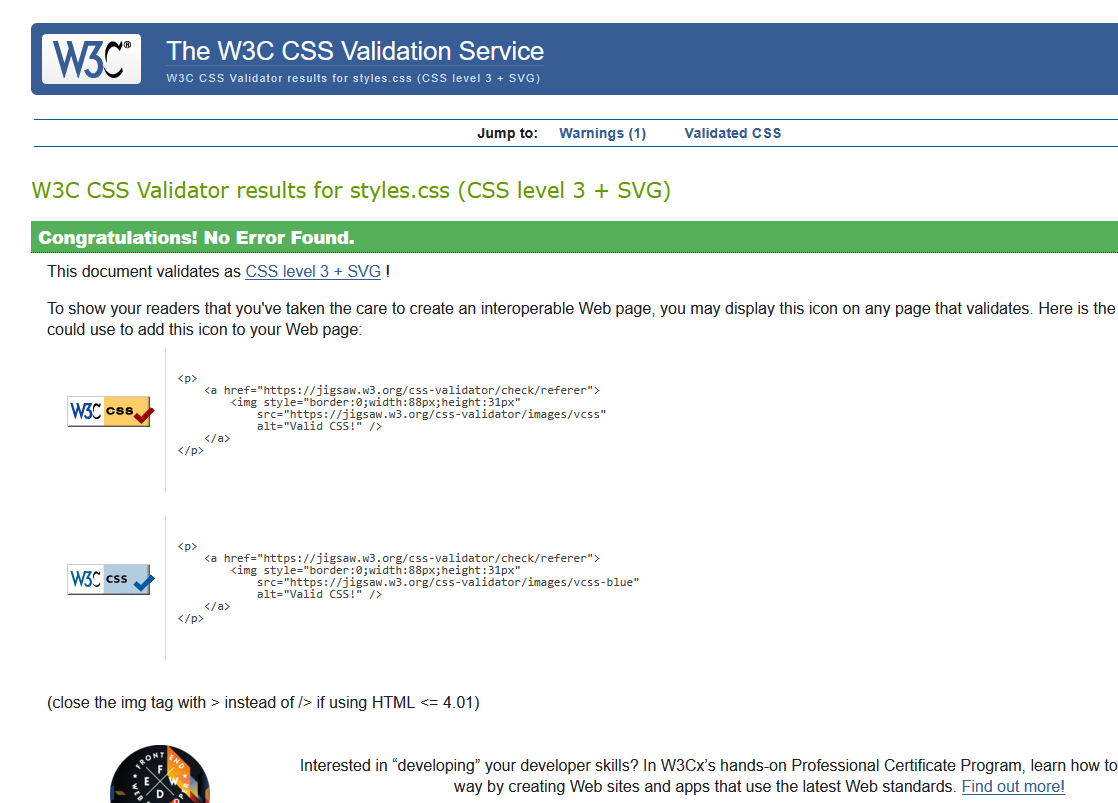 W3C® The W3C CSS Validation Service
W3C CSS Validator results for styles.css (CSS level 3 + SVG)
Jump to: Warnings (1) Validated CSS
W3C CSS Validator results for styles.css (CSS level 3 + SVG)
Congratulations! No Error Found.
This document validates as CSS level 3 + SVG !
To show your readers that you've taken the care to create an interoperable Web page, you may display this icon on any page that validates. Here is the
could use to add this icon to your Web page:
W3C css
<p>
<a href="https://jigsaw.w3.org/css-validator/check/referer">
<img style="border:0;width:88px;height:31px"
src="https://jigsaw.w3.org/css-validator/images/vcss"
alt="Valid CSS!" />
</a>
</p>
W3C css
<p>
<a href="https://jigsaw.w3.org/css-validator/check/referer">
<img style="border:0;width:88px;height:31px"
src="https://jigsaw.w3.org/css-validator/images/vcss-blue"
alt="Valid CSS!" />
</a>
</p>
(close the img tag with > instead of /> if using HTML <= 4.01)
FRONT END
F
E W
D
Interested in “developing” your developer skills? In W3Cx’s hands-on Professional Certificate Program, learn how to
way by creating Web sites and apps that use the latest Web standards. Find out more!